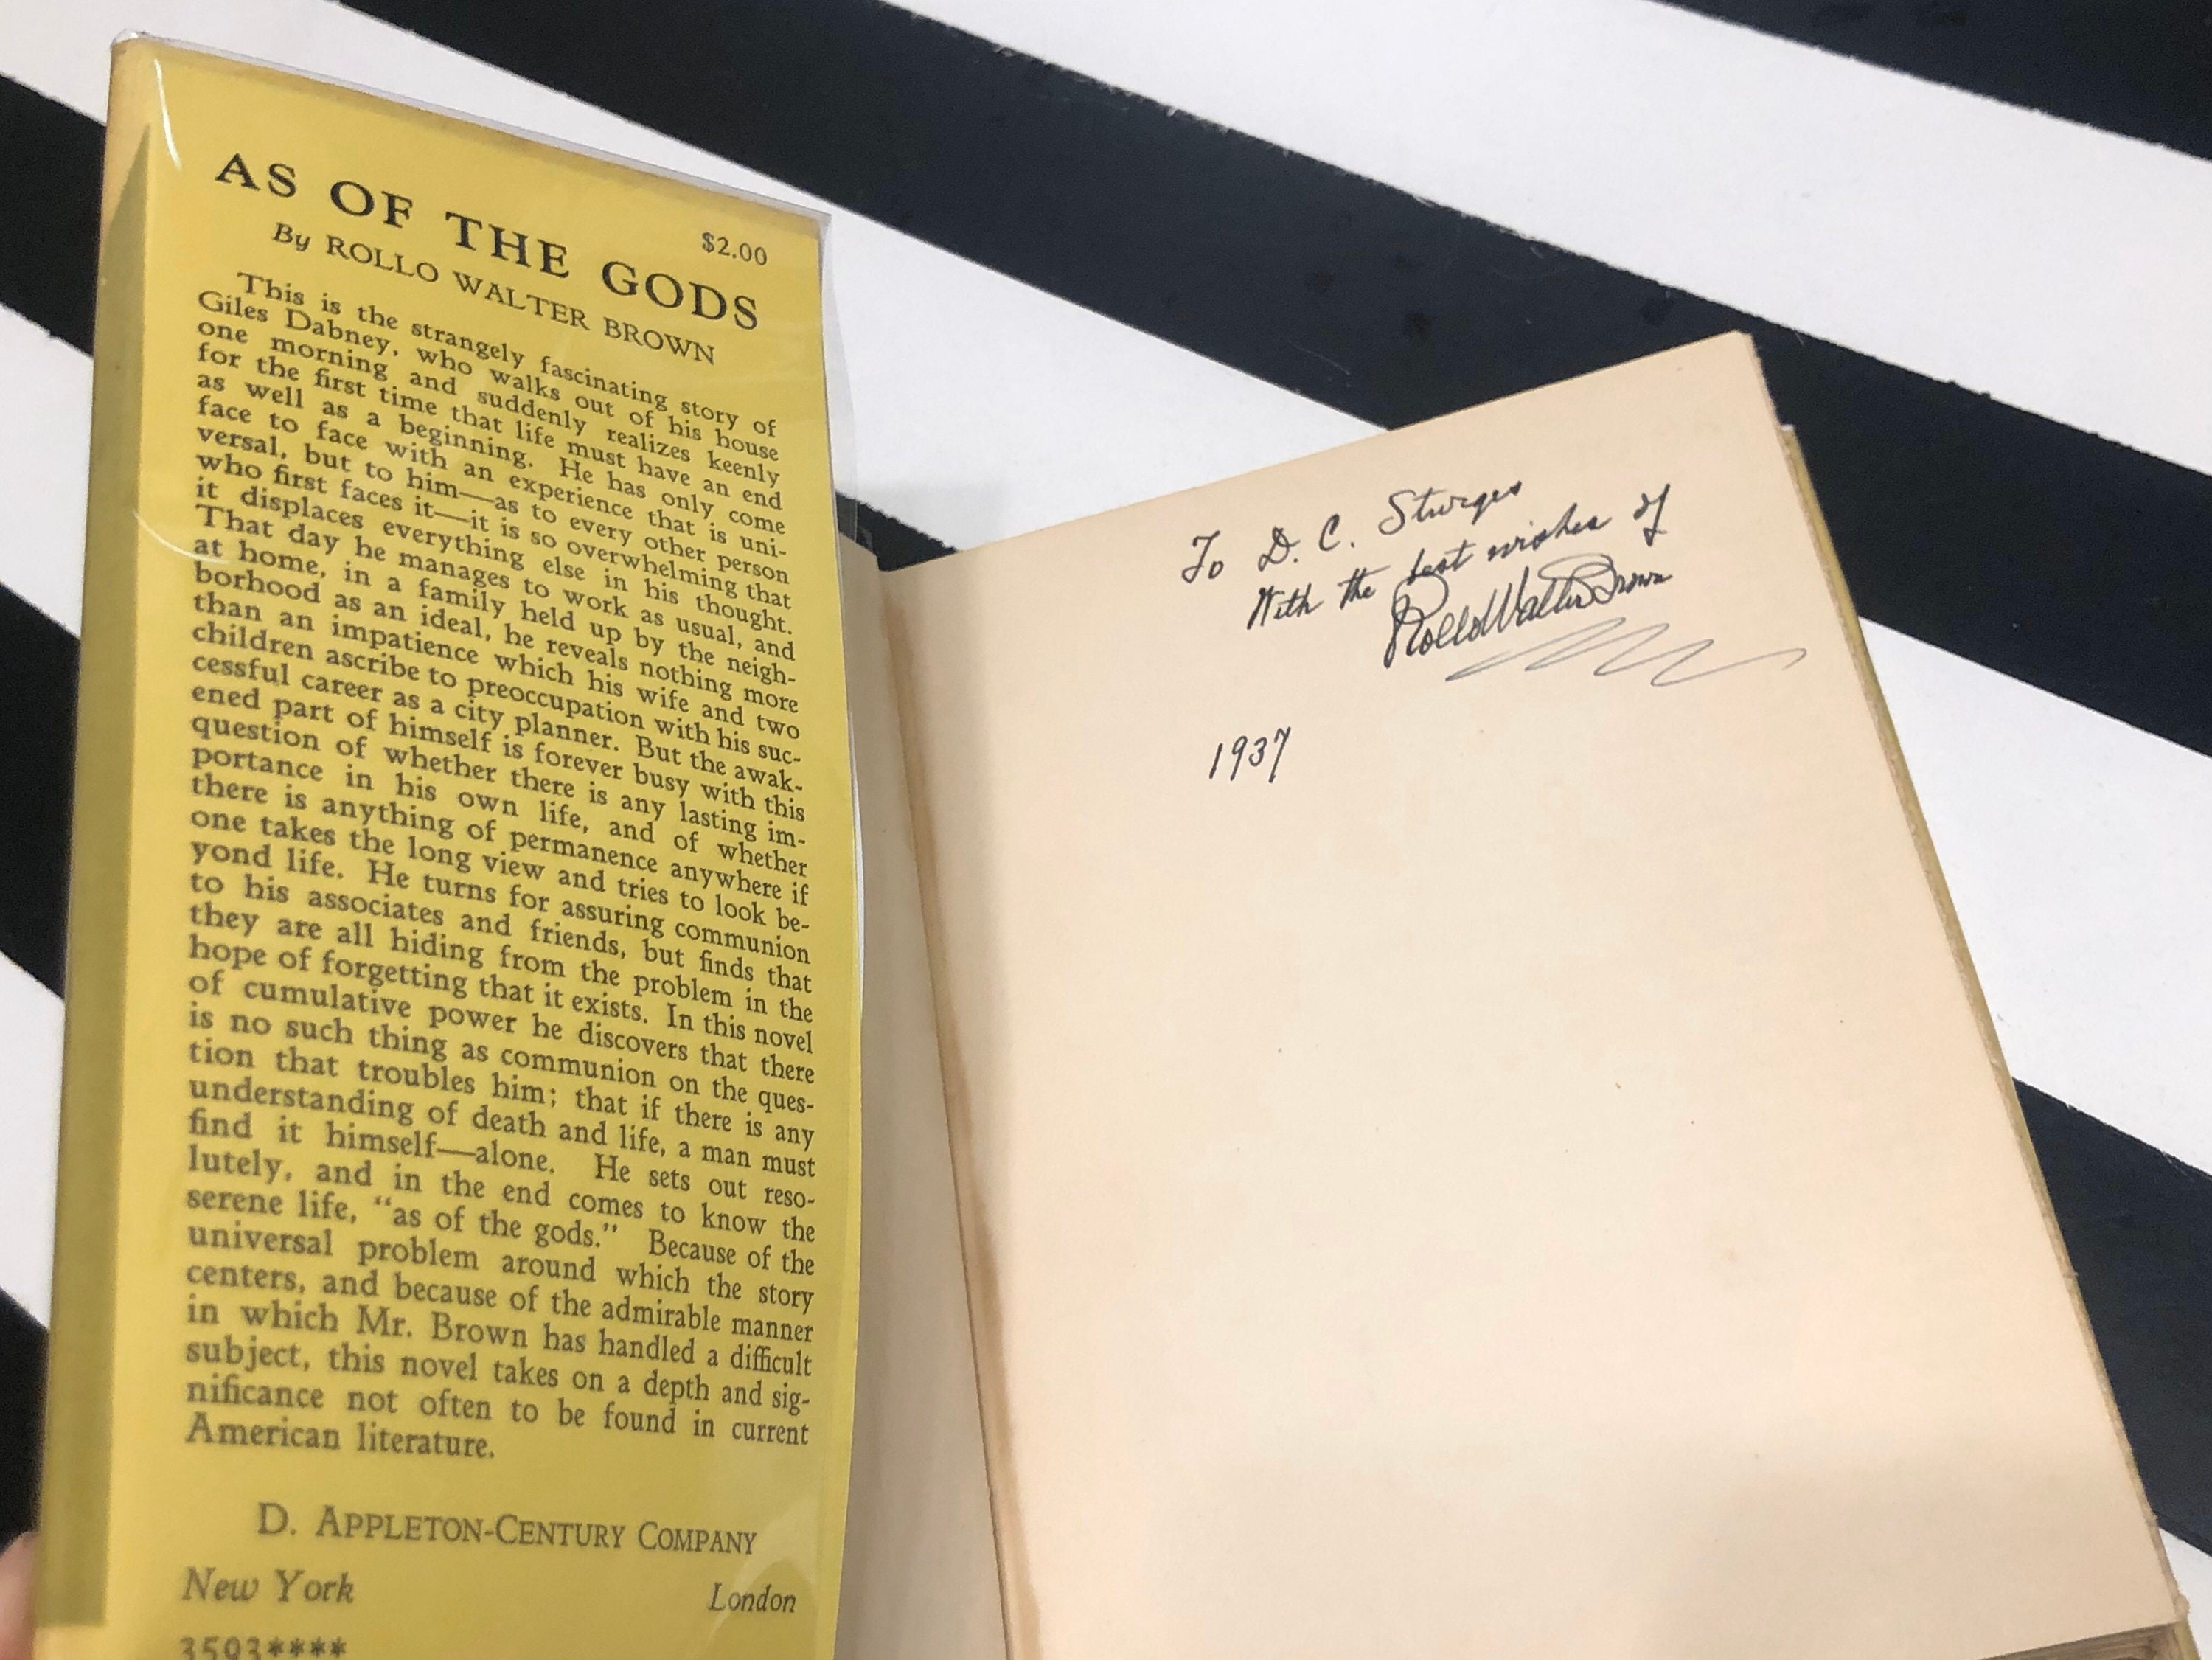 AS OF THE GODS
$2.00
By ROLLO WALTER BROWN
This is the strangely fascinating story of
Giles Dabney, who walks out of his house
one morning and suddenly realizes keenly
for the first time that life must have an end
as well as a beginning. He has only come
face to face with an experience that is uni-
versal, but to him—as to every other person
who first faces it—it is so overwhelming that
it displaces everything else in his thought.
That day he manages to work as usual, and
at home, in a family held up by the neigh-
borhood as an ideal, he reveals nothing more
than an impatience which his wife and two
children ascribe to preoccupation with his suc-
cessful career as a city planner. But the awak-
ened part of himself is forever busy with this
question of whether there is any lasting im-
portance in his own life, and of whether
there is anything of permanence anywhere if
one takes the long view and tries to look be-
yond life. He turns for assuring communion
to his associates and friends, but finds that
they are all hiding from the problem in the
hope of forgetting that it exists. In this novel
of cumulative power he discovers that there
is no such thing as communion on the ques-
tion that troubles him; that if there is any
understanding of death and life, a man must
find it himself—alone. He sets out reso-
lutely, and in the end comes to know the
serene life, “as of the gods.” Because of the
universal problem around which the story
centers, and because of the admirable manner
in which Mr. Brown has handled a difficult
subject, this novel takes on a depth and sig-
nificance not often to be found in current
American literature.
D. APPLETON-CENTURY COMPANY
New York London
3593****
To D. C. Sturges
With the best wishes of
Rollo Walter Brown
1937